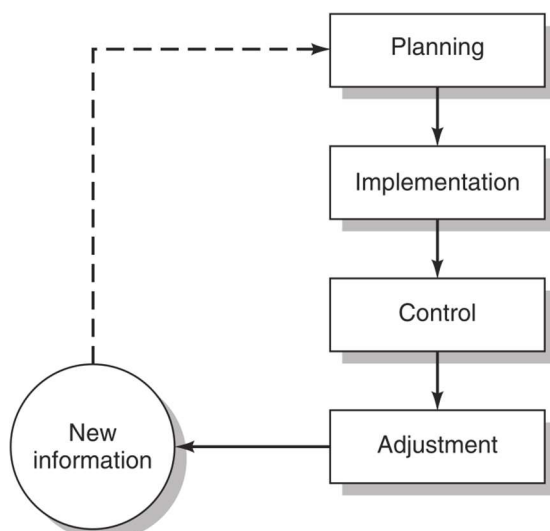 Planning
Implementation
Control
Adjustment
New
information